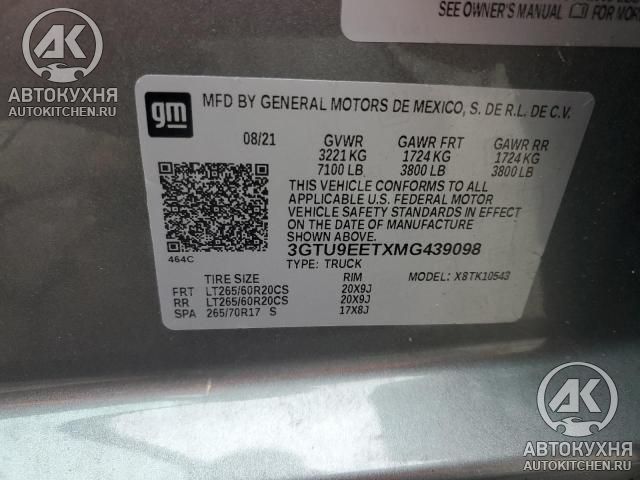 SEE OWNER'S MANUAL FOR MOR
АВТОКУХНЯ
AUTOKITCHEN.RU
gm
MFD BY GENERAL MOTORS DE MEXICO, S. DE R.L. DE C.V.
08/21 GVWR GAWR FRT GAWR RR
3221 KG 1724 KG 1724 KG
7100 LB 3800 LB 3800 LB
THIS VEHICLE CONFORMS TO ALL
APPLICABLE U.S. FEDERAL MOTOR
VEHICLE SAFETY STANDARDS IN EFFECT
ON THE DATE OF MANUFACTURE SHOWN ABOVE.
464C
3GTU9EETXMG439098
TYPE: TRUCK MODEL: X8TK10543
TIRE SIZE RIM
FRT LT265/60R20CS 20X9J
RR LT265/60R20CS 20X9J
SPA 265/70R17 S 17X8J
АК
АВТОКУХНЯ
AUTOKITCHEN.RU